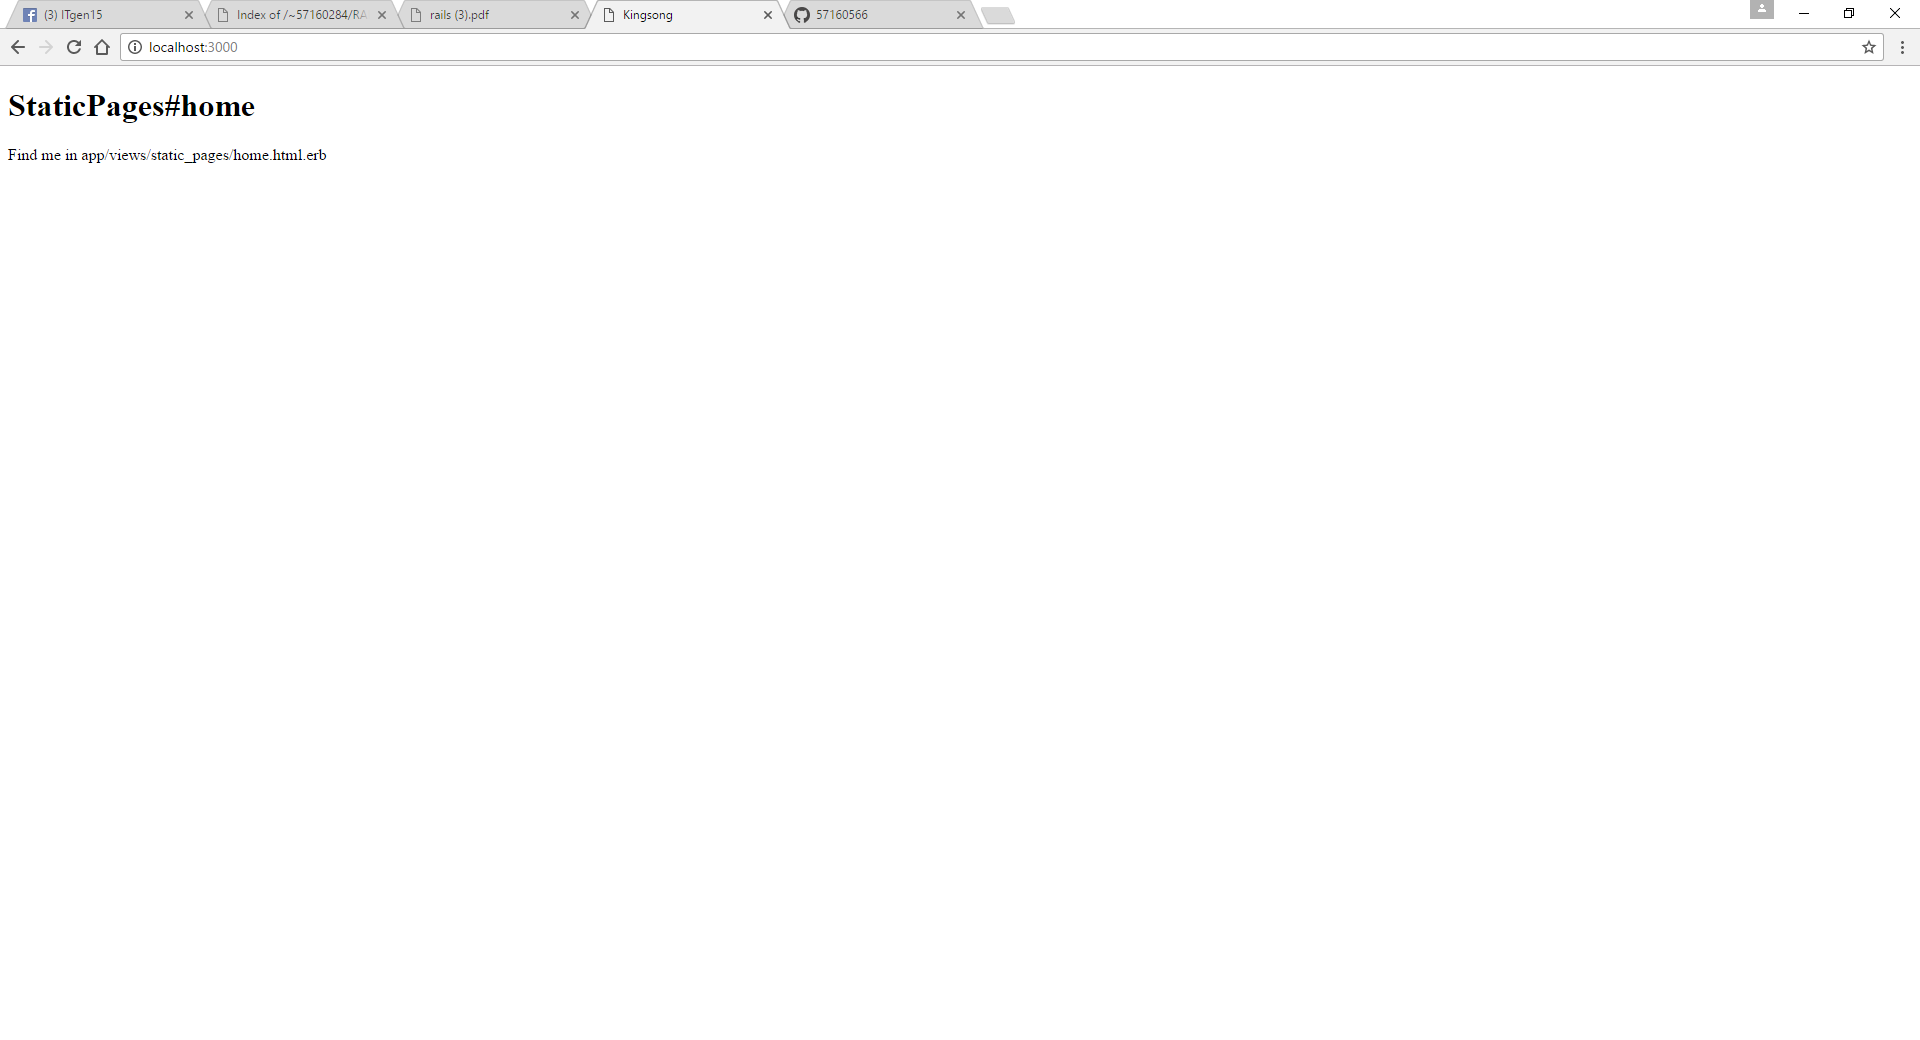 (3) ITgen15
Index of /~57160284/RA
rails (3).pdf
Kingsong
57160566
localhost:3000
StaticPages#home
Find me in app/views/static_pages/home.html.erb